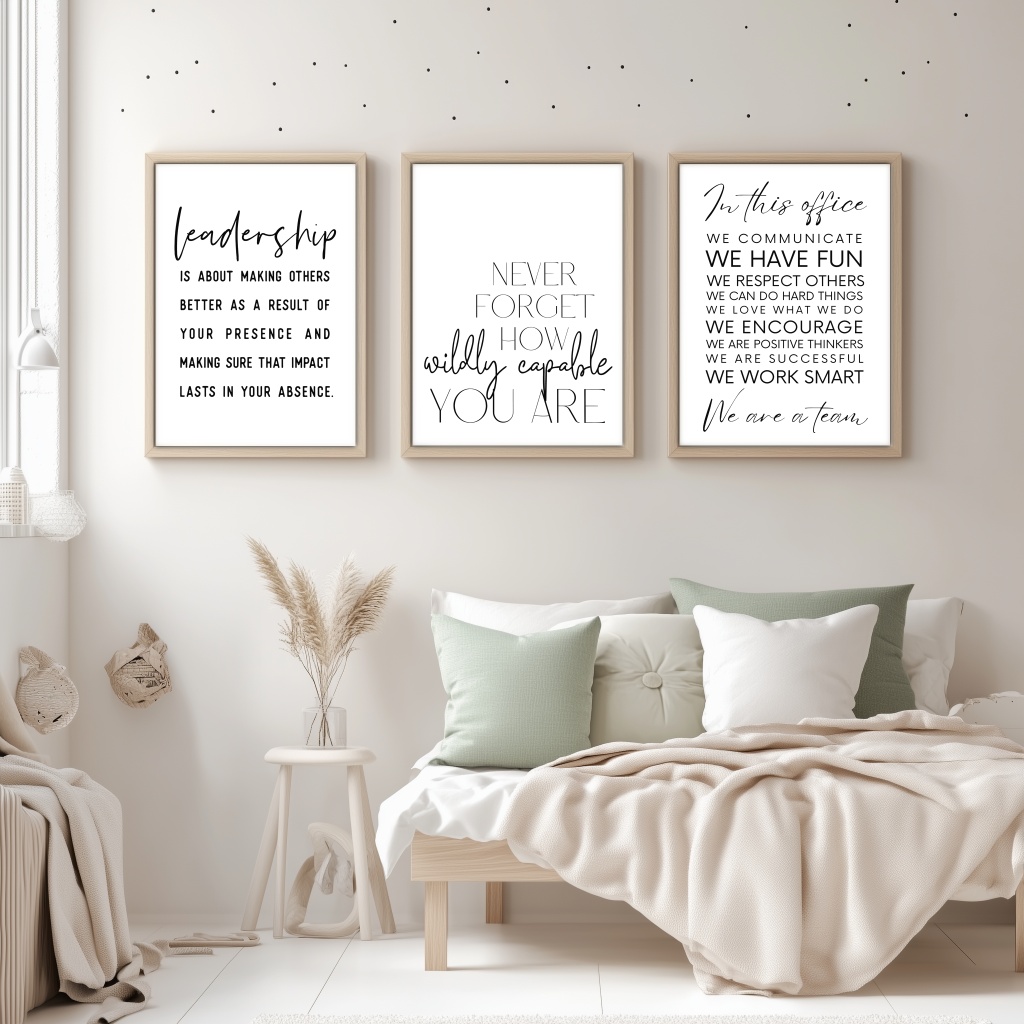 leadership
IS ABOUT MAKING OTHERS
BETTER AS A RESULT OF
YOUR PRESENCE AND
MAKING SURE THAT IMPACT
LASTS IN YOUR ABSENCE.
NEVER
FORGET
HOW
wildly capable
YOU ARE
In this office
WE COMMUNICATE
WE HAVE FUN
WE RESPECT OTHERS
WE CAN DO HARD THINGS
WE LOVE WHAT WE DO
WE ENCOURAGE
WE ARE POSITIVE THINKERS
WE ARE SUCCESSFUL
WE WORK SMART
We are a team